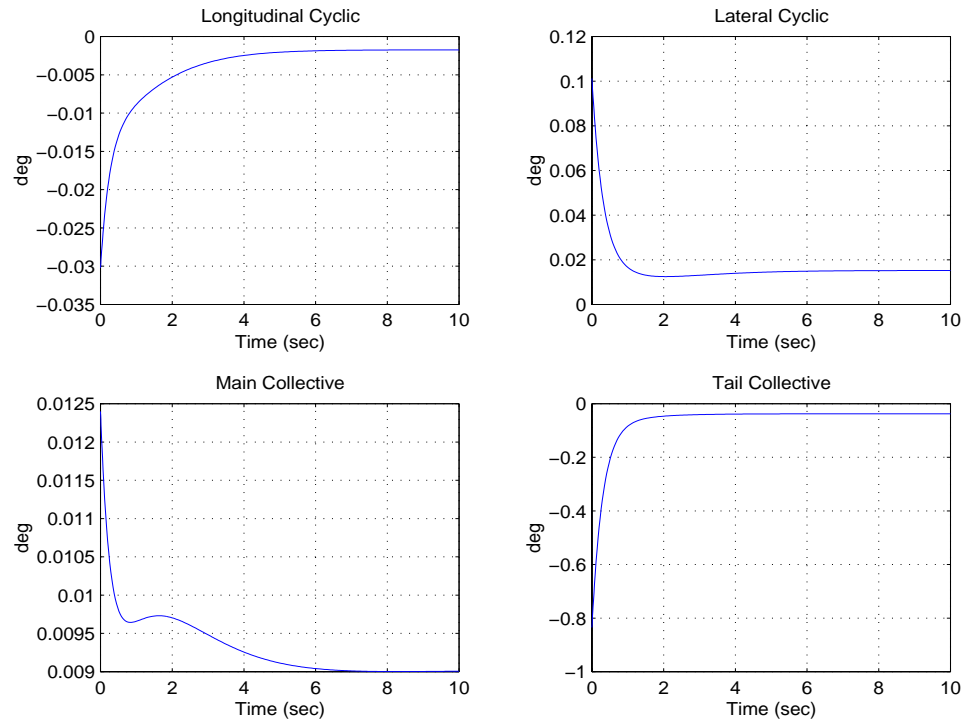 Longitudinal Cyclic
0
−0.005
−0.01
−0.015
−0.02
−0.025
−0.03
−0.035
deg
0 2 4 6 8 10
Time (sec)
Lateral Cyclic
0.12
0.1
0.08
0.06
0.04
0.02
0
deg
0 2 4 6 8 10
Time (sec)
Main Collective
0.0125
0.012
0.0115
0.011
0.0105
0.01
0.0095
0.009
deg
0 2 4 6 8 10
Time (sec)
Tail Collective
0
−0.2
−0.4
−0.6
−0.8
−1
deg
0 2 4 6 8 10
Time (sec)